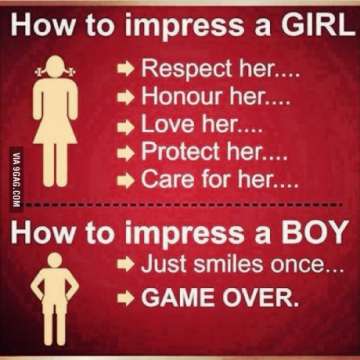 How to impress a GIRL
Respect her....
Honour her....
Love her....
Protect her....
Care for her....
VIA 9GAG.COM
How to impress a BOY
Just smiles once...
GAME OVER.